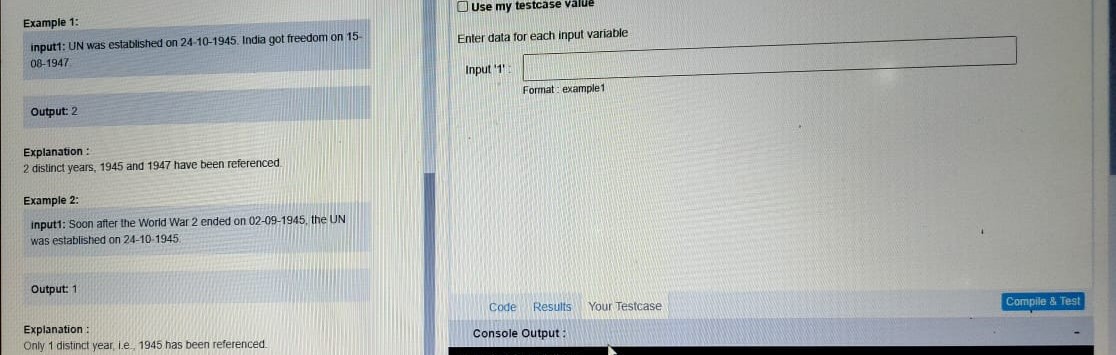 Example 1:
input1: UN was established on 24-10-1945. India got freedom on 15-
08-1947.
Output: 2
Explanation :
2 distinct years, 1945 and 1947 have been referenced.
Example 2:
input1: Soon after the World War 2 ended on 02-09-1945, the UN
was established on 24-10-1945.
Output: 1
Explanation :
Only 1 distinct year, i.e., 1945 has been referenced.
Use my testcase value
Enter data for each input variable
Input '1' :
Format : example1
Code Results Your Testcase
Compile & Test
Console Output :
-